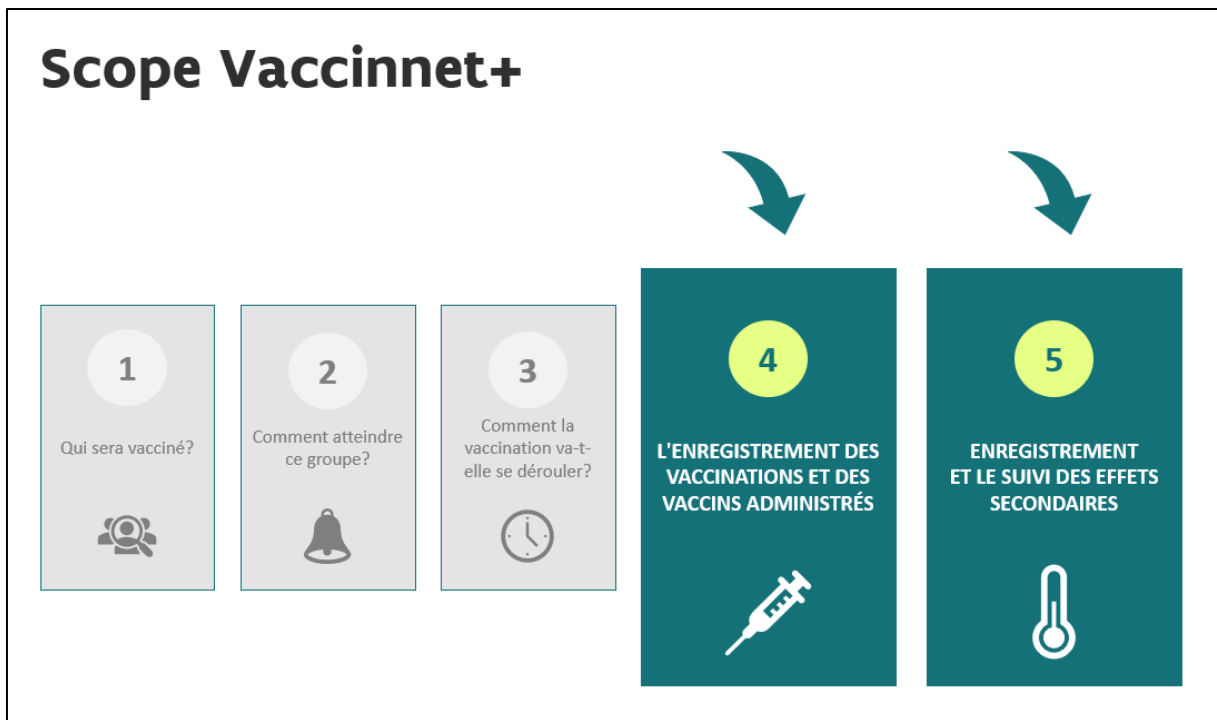 Scope Vaccinnet+
1
Qui sera vacciné?
2
Comment atteindre
ce groupe?
3
Comment la
vaccination va-t-
elle se dérouler?
4
L'ENREGISTREMENT DES
VACCINATIONS ET DES
VACCINS ADMINISTRÉS
5
ENREGISTREMENT
ET LE SUIVI DES EFFETS
SECONDAIRES